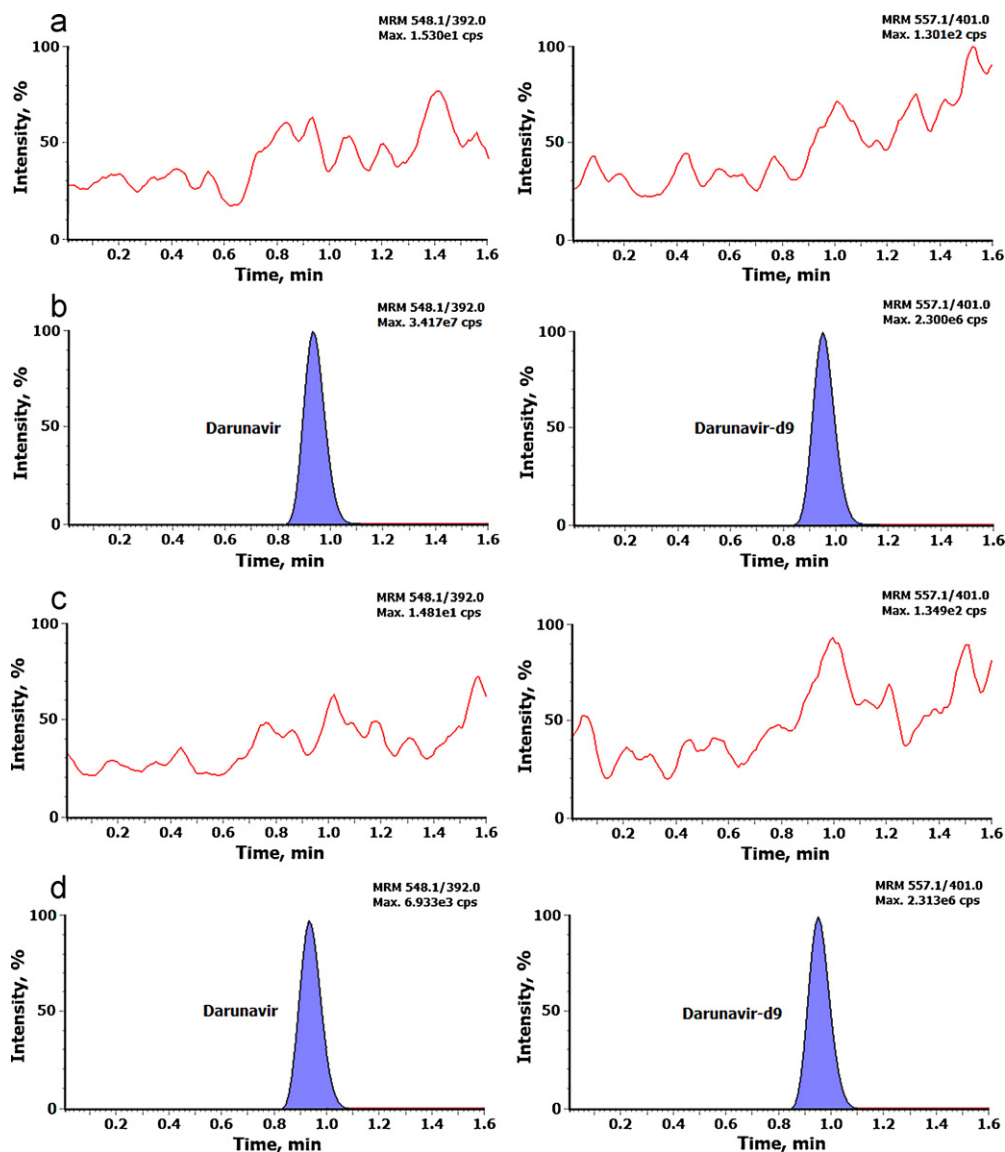 a
MRM 548.1/392.0
Max. 1.530e1 cps
Intensity, %
100
50
0
0.2 0.4 0.6 0.8 1.0 1.2 1.4 1.6
Time, min
MRM 557.1/401.0
Max. 1.301e2 cps
Intensity, %
100
50
0
0.2 0.4 0.6 0.8 1.0 1.2 1.4 1.6
Time, min
b
MRM 548.1/392.0
Max. 3.417e7 cps
Intensity, %
100
50
0
Darunavir
0.2 0.4 0.6 0.8 1.0 1.2 1.4 1.6
Time, min
MRM 557.1/401.0
Max. 2.300e6 cps
Intensity, %
100
50
0
Darunavir-d9
0.2 0.4 0.6 0.8 1.0 1.2 1.4 1.6
Time, min
c
MRM 548.1/392.0
Max. 1.481e1 cps
Intensity, %
100
50
0
0.2 0.4 0.6 0.8 1.0 1.2 1.4 1.6
Time, min
MRM 557.1/401.0
Max. 1.349e2 cps
Intensity, %
100
50
0
0.2 0.4 0.6 0.8 1.0 1.2 1.4 1.6
Time, min
d
MRM 548.1/392.0
Max. 6.933e3 cps
Intensity, %
100
50
0
Darunavir
0.2 0.4 0.6 0.8 1.0 1.2 1.4 1.6
Time, min
MRM 557.1/401.0
Max. 2.313e6 cps
Intensity, %
100
50
0
Darunavir-d9
0.2 0.4 0.6 0.8 1.0 1.2 1.4 1.6
Time, min